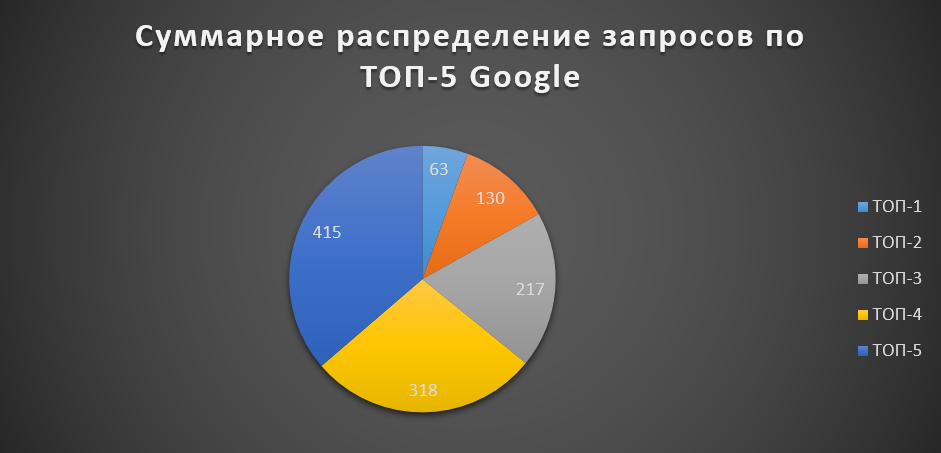 Суммарное распределение запросов по
ТОП-5 Google
63
130
415
217
318
ТОП-1
ТОП-2
ТОП-3
ТОП-4
ТОП-5